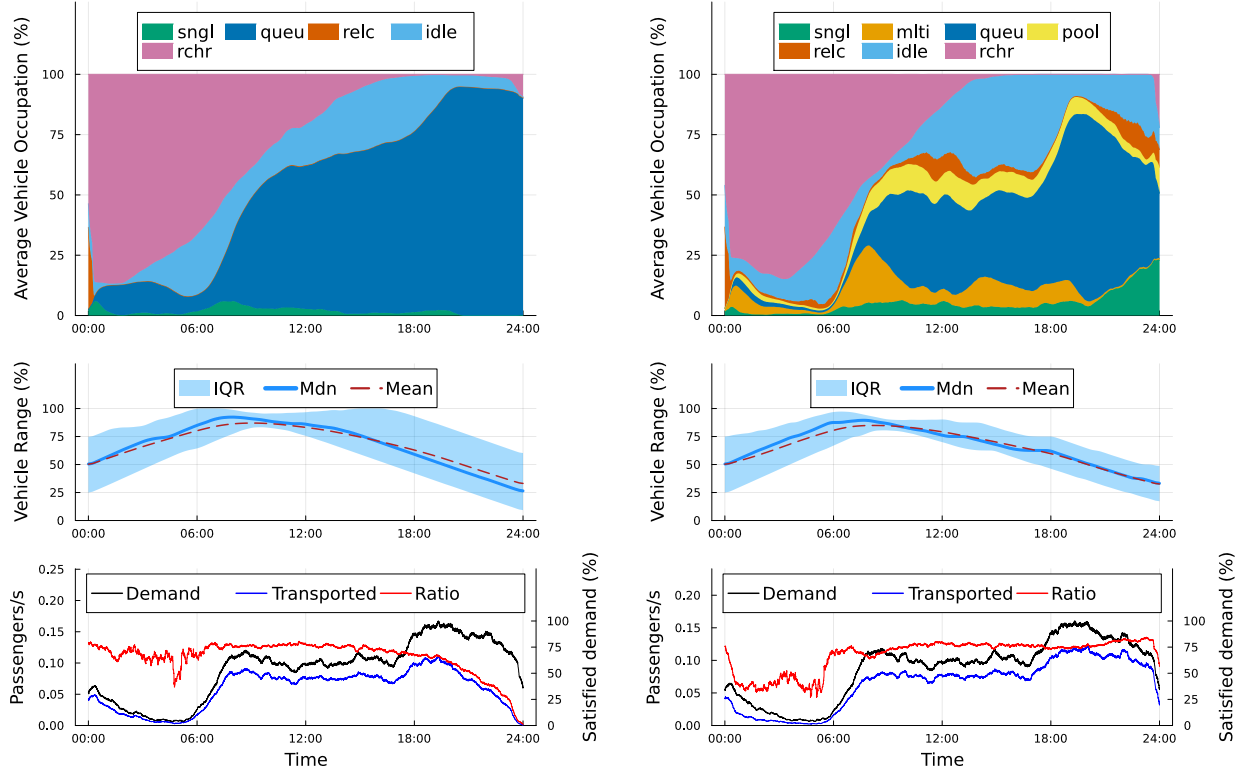 sngl queu relc idle
rchr
Average Vehicle Occupation (%)
100
75
50
25
0
00:00 06:00 12:00 18:00 24:00
IQR Mdn Mean
Vehicle Range (%)
100
75
50
25
0
00:00 06:00 12:00 18:00 24:00
Demand Transported Ratio
Passengers/s
0.25
0.20
0.15
0.10
0.05
0.00
Satisfied demand (%)
100
75
50
25
0
00:00 06:00 12:00 18:00 24:00
Time
sngl mlti queu pool
relc idle rchr
Average Vehicle Occupation (%)
100
75
50
25
0
00:00 06:00 12:00 18:00 24:00
IQR Mdn Mean
Vehicle Range (%)
100
75
50
25
0
00:00 06:00 12:00 18:00 24:00
Demand Transported Ratio
Passengers/s
0.20
0.15
0.10
0.05
0.00
Satisfied demand (%)
100
75
50
25
0
00:00 06:00 12:00 18:00 24:00
Time